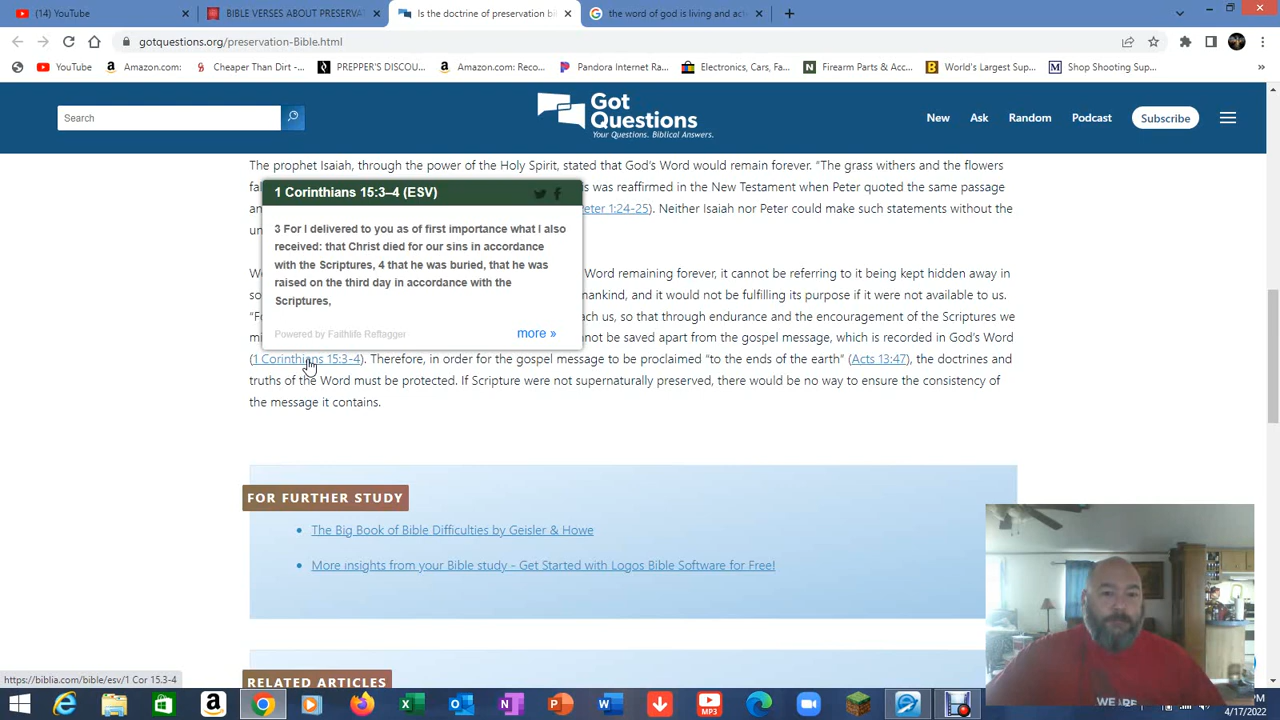 (14) YouTube
BIBLE VERSES ABOUT PRESERVAT
Is the doctrine of preservation bi
the word of god is living and act
gotquestions.org/preservation-Bible.html
YouTube
Amazon.com:
Cheaper Than Dirt -...
PREPPER'S DISCOU...
Amazon.com: Reco...
Pandora Internet Ra...
Electronics, Cars, Fa...
Firearm Parts & Acc...
World's Largest Sup...
Shop Shooting Sup...
Search
Got
Questions
Your Questions. Biblical Answers.
New
Ask
Random
Podcast
Subscribe
The prophet Isaiah, through the power of the Holy Spirit, stated that God's Word would remain forever. "The grass withers and the flowers
1 Corinthians 15:3–4 (ESV)
3 For I delivered to you as of first importance what I also
received: that Christ died for our sins in accordance
with the Scriptures, 4 that he was buried, that he was
raised on the third day in accordance with the
Scriptures,
Powered by Faithlife Reftagger
more »
was reaffirmed in the New Testament when Peter quoted the same passage
1:24-25). Neither Isaiah nor Peter could make such statements without the
Word remaining forever, it cannot be referring to it being kept hidden away in
and it would not be fulfilling its purpose if it were not available to us.
us, so that through endurance and the encouragement of the Scriptures we
be saved apart from the gospel message, which is recorded in God's Word
(1 Corinthians 15:3-4). Therefore, in order for the gospel message to be proclaimed "to the ends of the earth" (Acts 13:47), the doctrines and
truths of the Word must be protected. If Scripture were not supernaturally preserved, there would be no way to ensure the consistency of
the message it contains.
FOR FURTHER STUDY
• The Big Book of Bible Difficulties by Geisler & Howe
• More insights from your Bible study - Get Started with Logos Bible Software for Free!
RELATED ARTICLES
https://biblia.com/bible/esv/1 Cor 15.3-4
WE ARE
MP3
4/17/2022